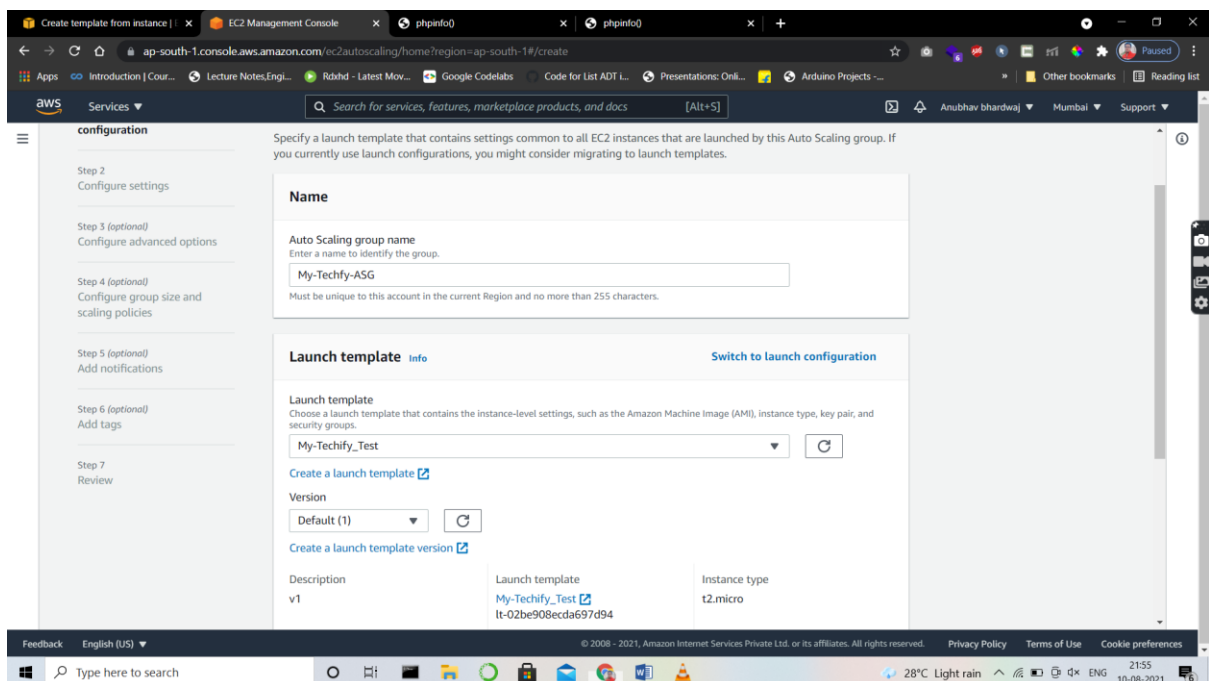 Create template from instance | E
EC2 Management Console
phpinfo()
phpinfo()
ap-south-1.console.aws.amazon.com/ec2autoscaling/home?region=ap-south-1#/create
Paused
Apps
Introduction | Cour...
Lecture Notes,Engi...
Rdxhd - Latest Mov...
Google Codelabs
Code for List ADT i...
Presentations: Onli...
Arduino Projects -...
»
Other bookmarks
Reading list
aws
Services
Search for services, features, marketplace products, and docs
[Alt+S]
Anubhav bhardwaj
Mumbai
Support
configuration
Step 2
Configure settings
Step 3 (optional)
Configure advanced options
Step 4 (optional)
Configure group size and
scaling policies
Step 5 (optional)
Add notifications
Step 6 (optional)
Add tags
Step 7
Review
Specify a launch template that contains settings common to all EC2 instances that are launched by this Auto Scaling group. If
you currently use launch configurations, you might consider migrating to launch templates.
Name
Auto Scaling group name
Enter a name to identify the group.
My-Techfy-ASG
Must be unique to this account in the current Region and no more than 255 characters.
Launch template Info
Switch to launch configuration
Launch template
Choose a launch template that contains the instance-level settings, such as the Amazon Machine Image (AMI), instance type, key pair, and
security groups.
My-Techify_Test
Create a launch template
Version
Default (1)
Create a launch template version
Description
v1
Launch template
My-Techify_Test
lt-02be908ecda697d94
Instance type
t2.micro
Feedback
English (US)
© 2008 - 2021, Amazon Internet Services Private Ltd. or its affiliates. All rights reserved.
Privacy Policy
Terms of Use
Cookie preferences
Type here to search
28°C Light rain
ENG
21:55
10-08-2021